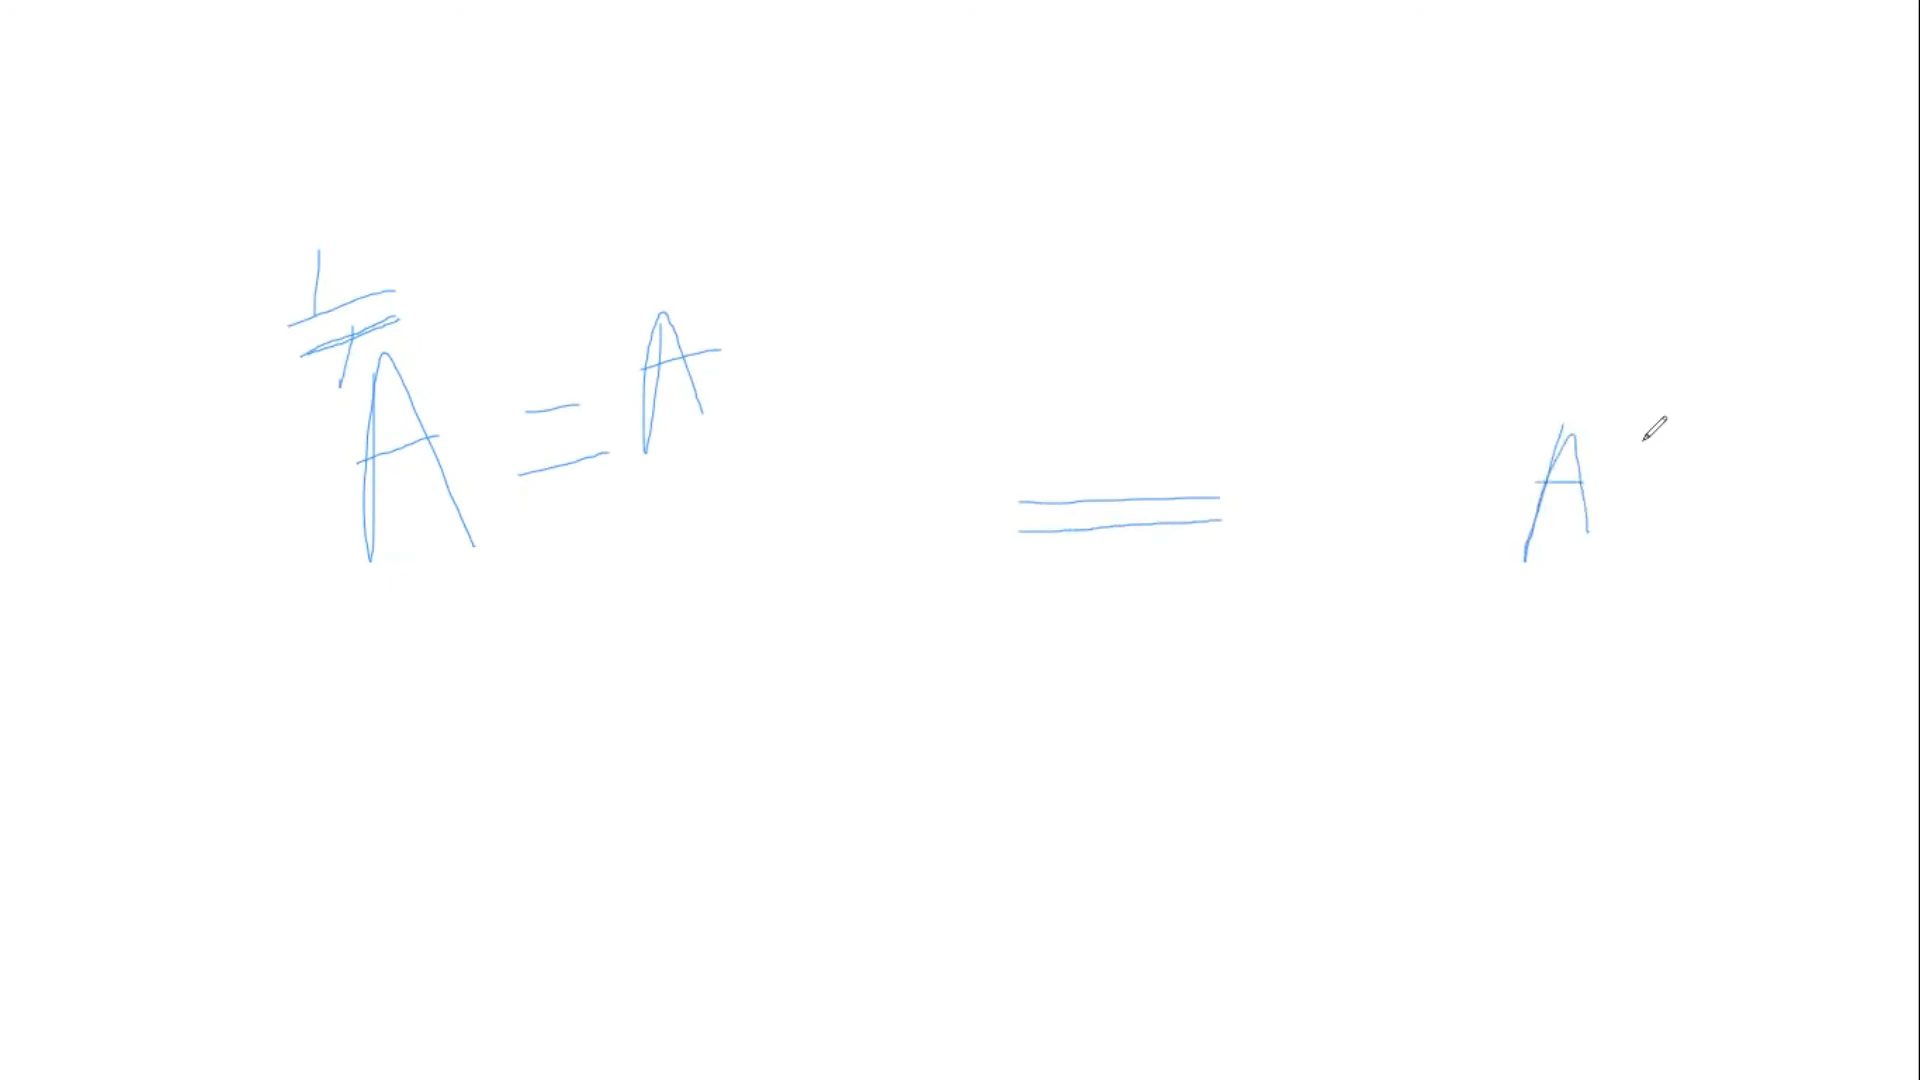 A = A = A